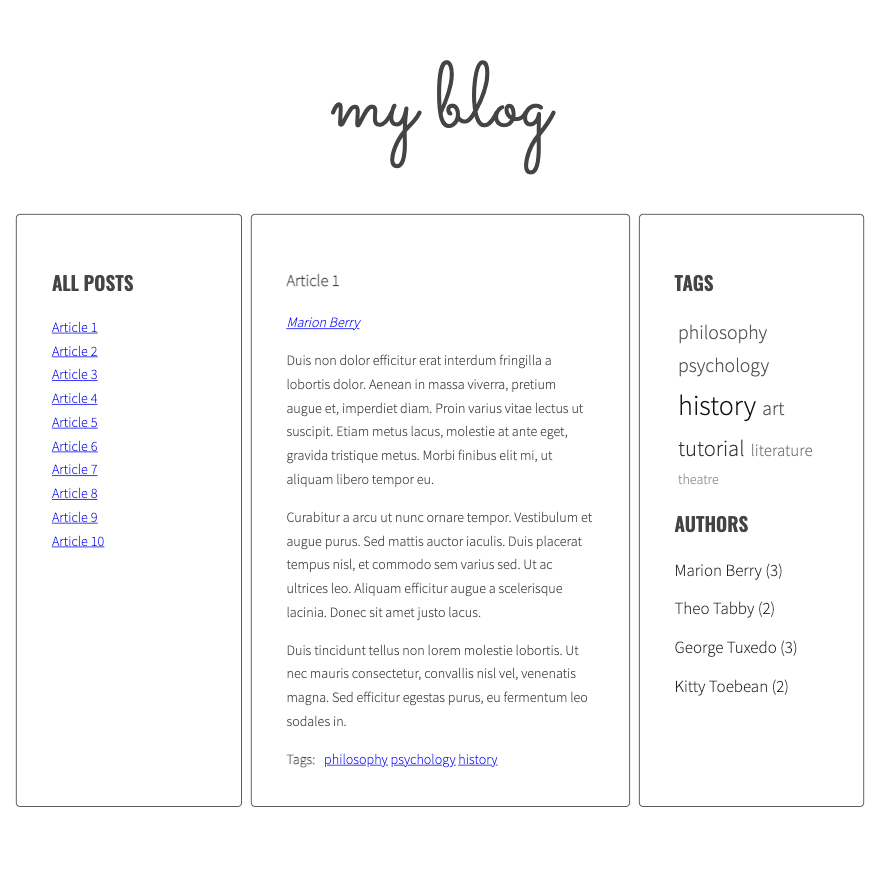 my blog
ALL POSTS
Article 1
Article 2
Article 3
Article 4
Article 5
Article 6
Article 7
Article 8
Article 9
Article 10
Article 1
Marion Berry
Duis non dolor efficitur erat interdum fringilla a
lobortis dolor. Aenean in massa viverra, pretium
augue et, imperdiet diam. Proin varius vitae lectus ut
suscipit. Etiam metus lacus, molestie at ante eget,
gravida tristique metus. Morbi finibus elit mi, ut
aliquam libero tempor eu.
Curabitur a arcu ut nunc ornare tempor. Vestibulum et
augue purus. Sed mattis auctor iaculis. Duis placerat
tempus nisl, et commodo sem varius sed. Ut ac
ultrices leo. Aliquam efficitur augue a scelerisque
lacinia. Donec sit amet justo lacus.
Duis tincidunt tellus non lorem molestie lobortis. Ut
nec mauris consectetur, convallis nisl vel, venenatis
magna. Sed efficitur egestas purus, eu fermentum leo
sodales in.
Tags: philosophy psychology history
TAGS
philosophy
psychology
history art
tutorial literature
theatre
AUTHORS
Marion Berry (3)
Theo Tabby (2)
George Tuxedo (3)
Kitty Toebean (2)